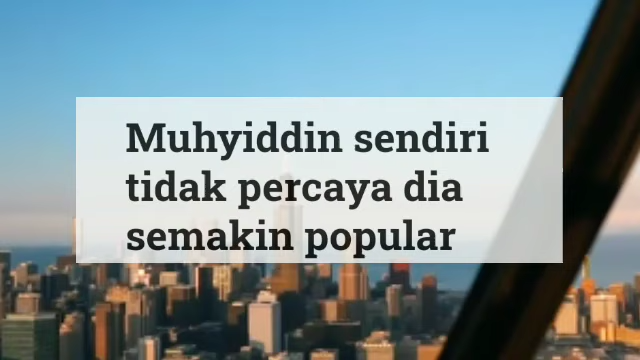 Muhyiddin sendiri
tidak percaya dia
semakin popular